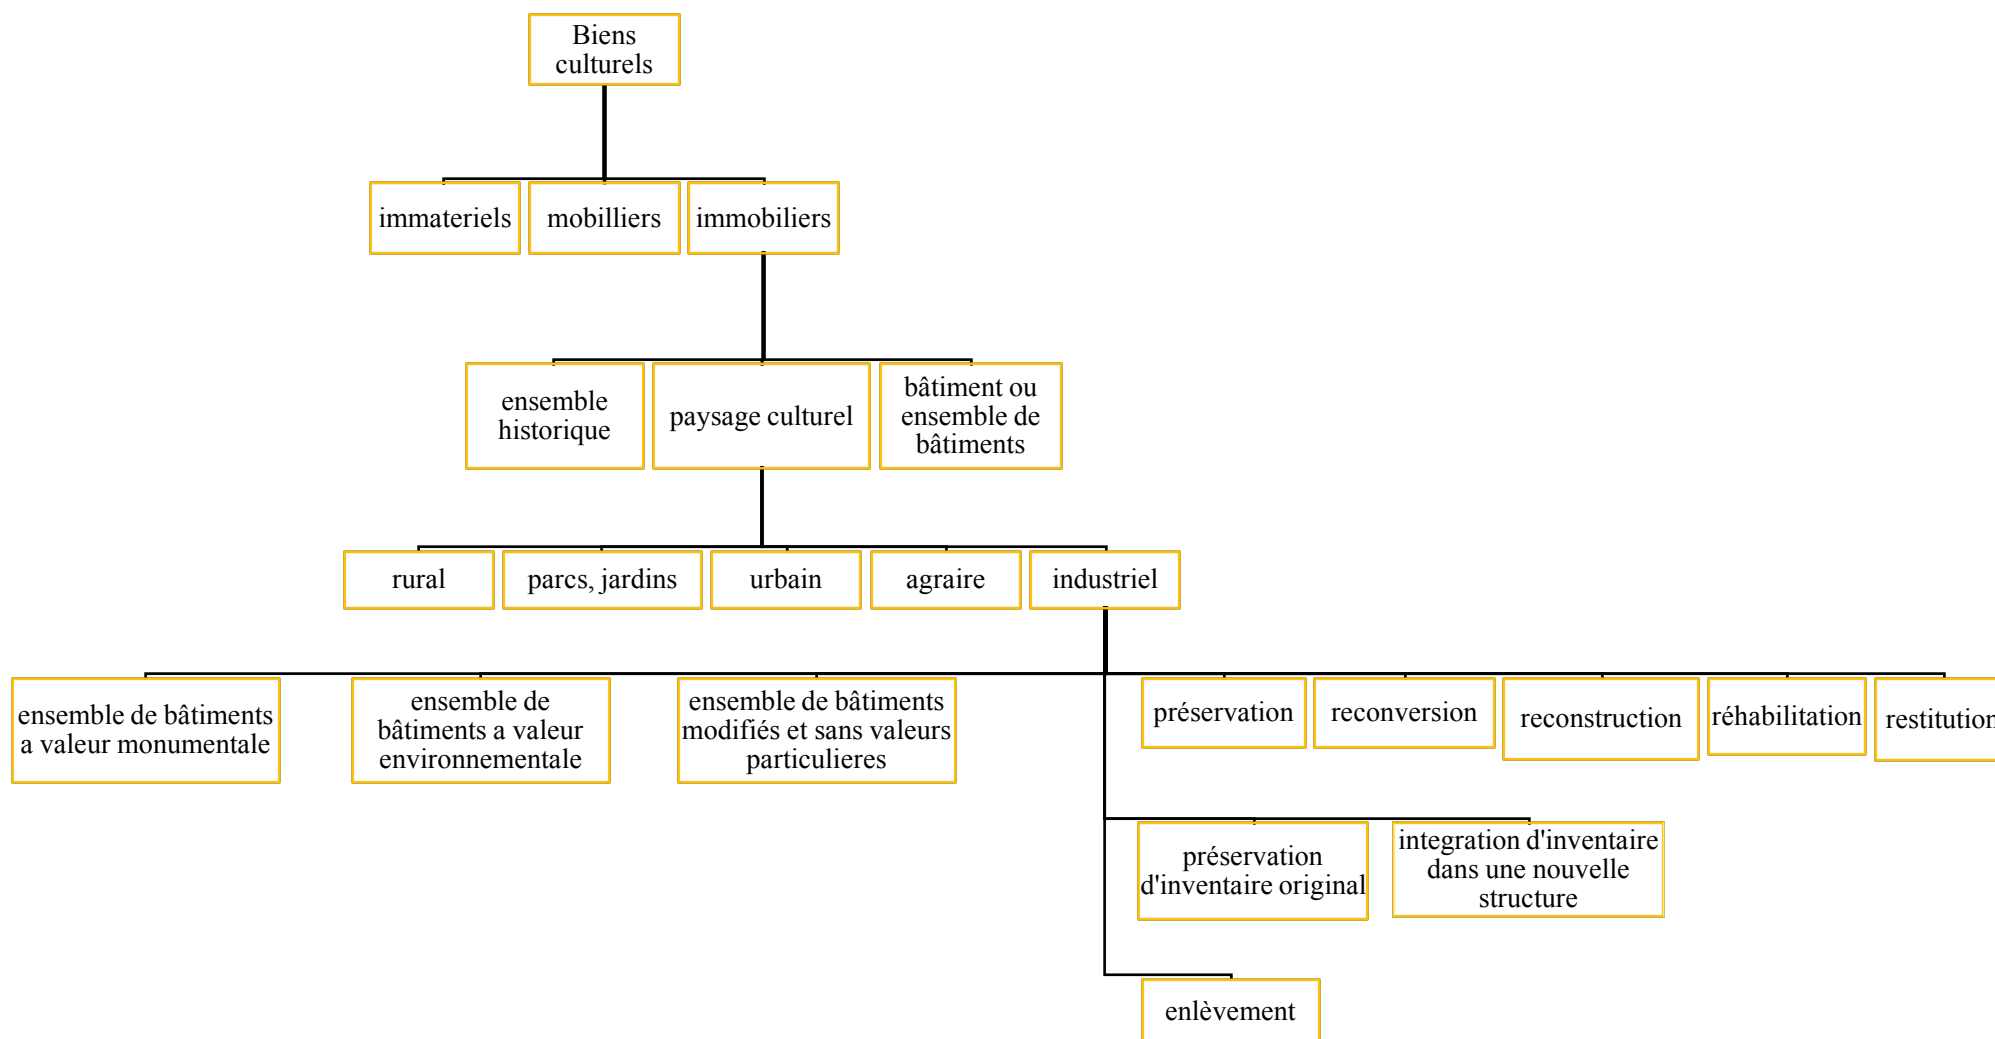 Biens
culturels
immateriels
mobilliers
immobiliers
ensemble
historique
paysage culturel
bâtiment ou
ensemble de
bâtiments
rural
parcs, jardins
urbain
agraire
industriel
ensemble de bâtiments
a valeur monumentale
ensemble de
bâtiments a valeur
environnementale
ensemble de bâtiments
modifiés et sans valeurs
particulieres
préservation
reconversion
reconstruction
réhabilitation
restitution
préservation
d'inventaire original
integration d'inventaire
dans une nouvelle
structure
enlèvement